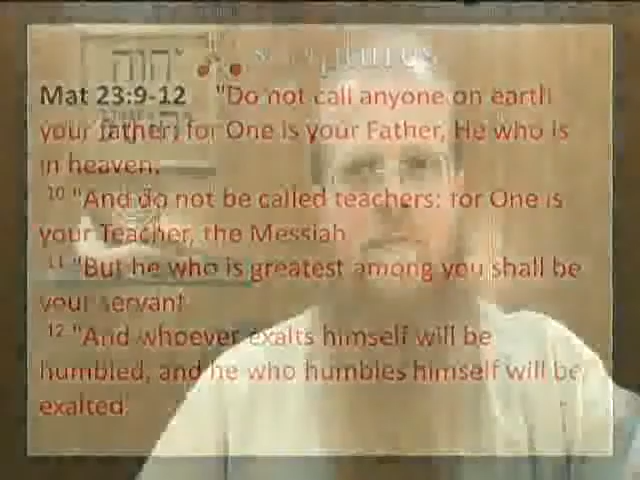 יהוה
Mat 23:9-12 "Do not call anyone on earth
your father; for One is your Father, He who is
in heaven.
10 "And do not be called teachers: for One is
your Teacher, the Messiah
11 "But he who is greatest among you shall be
your servant
12 "And whoever exalts himself will be
humbled, and he who humbles himself will be
exalted.